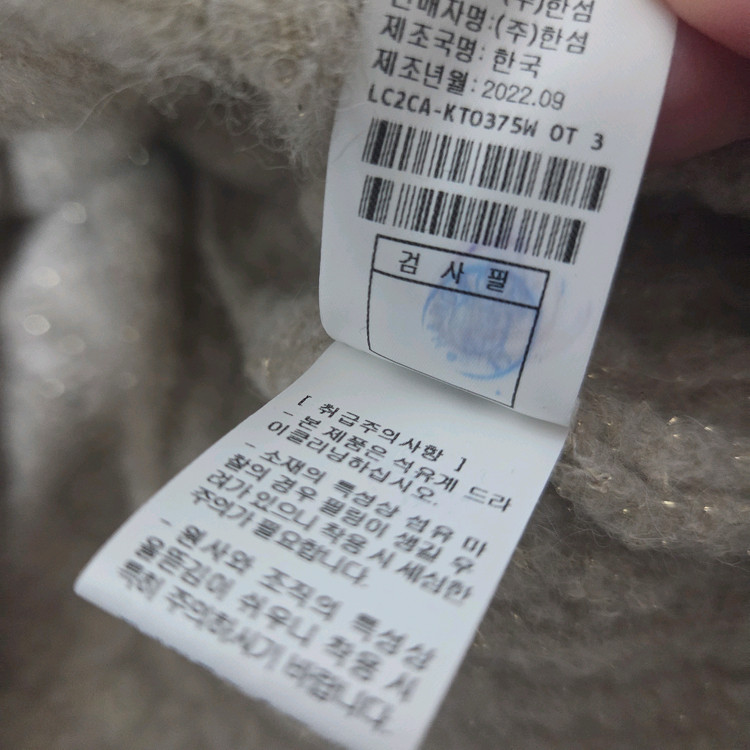 (주)한섬
판매자명:(주)한섬
제조국명: 한국
제조년월: 2022.09
LC2CA-KTO375W OT 3
검 사 필
[ 취급주의사항 ]
- 본 제품은 석유계 드라
이클리닝하십시오.
- 소재의 특성상 섬유 마
찰의 경우 필링이 생길 우
려가 있으니 착용 시 세심한
주의가 필요합니다.
- 원사와 조직의 특성상
올뜯김이 쉬우니 착용 시
특히 주의하시기 바랍니다.